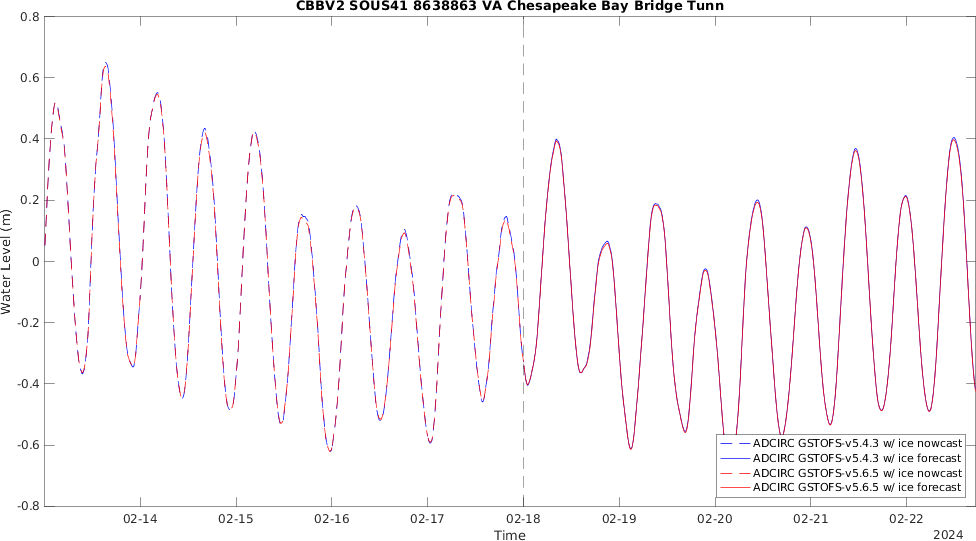 CBBV2 SOUS41 8638863 VA Chesapeake Bay Bridge Tunn
0.8
0.6
0.4
0.2
0
-0.2
-0.4
-0.6
-0.8
Water Level (m)
ADCIRC GSTOFS-v5.4.3 w/ ice nowcast
ADCIRC GSTOFS-v5.4.3 w/ ice forecast
ADCIRC GSTOFS-v5.6.5 w/ ice nowcast
ADCIRC GSTOFS-v5.6.5 w/ ice forecast
02-14 02-15 02-16 02-17 02-18 02-19 02-20 02-21 02-22
Time
2024